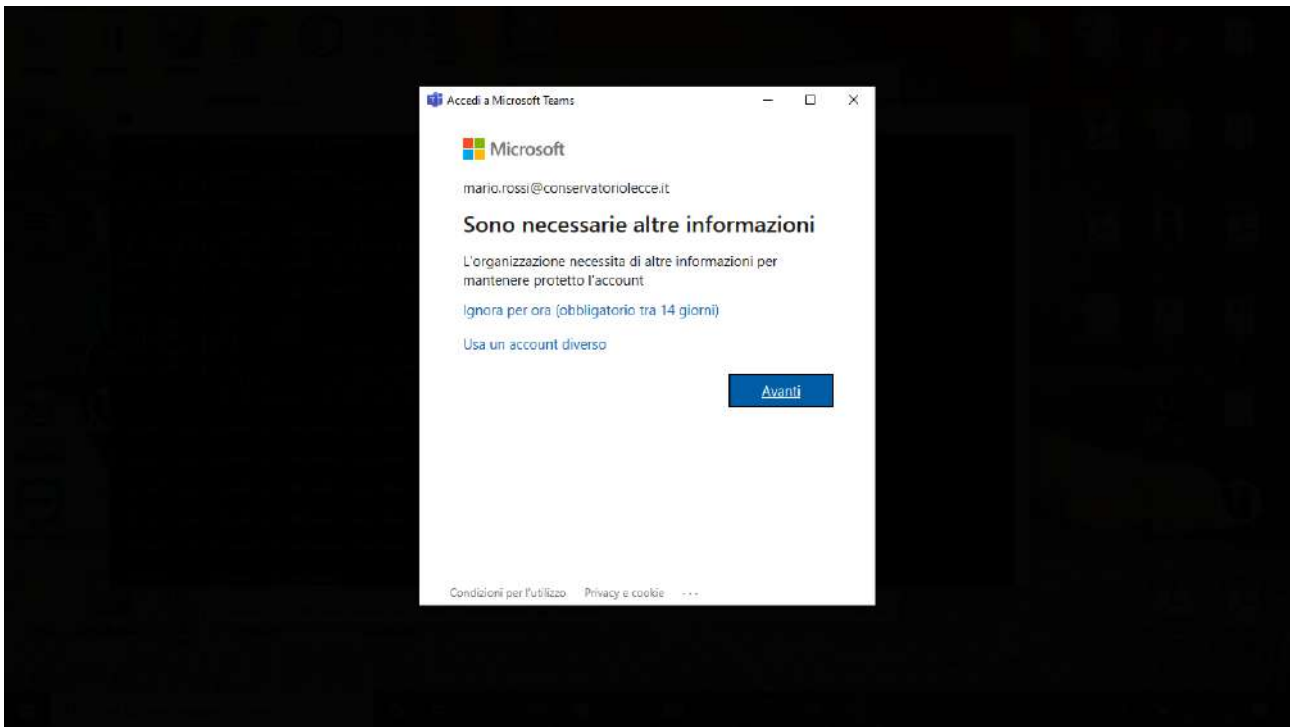 Accedi a Microsoft Teams
Microsoft
mario.rossi@conservatoriolecce.it
Sono necessarie altre informazioni
L'organizzazione necessita di altre informazioni per
mantenere protetto l'account
Ignora per ora (obbligatorio tra 14 giorni)
Usa un account diverso
Avanti
Condizioni per l'utilizzo Privacy e cookie ...